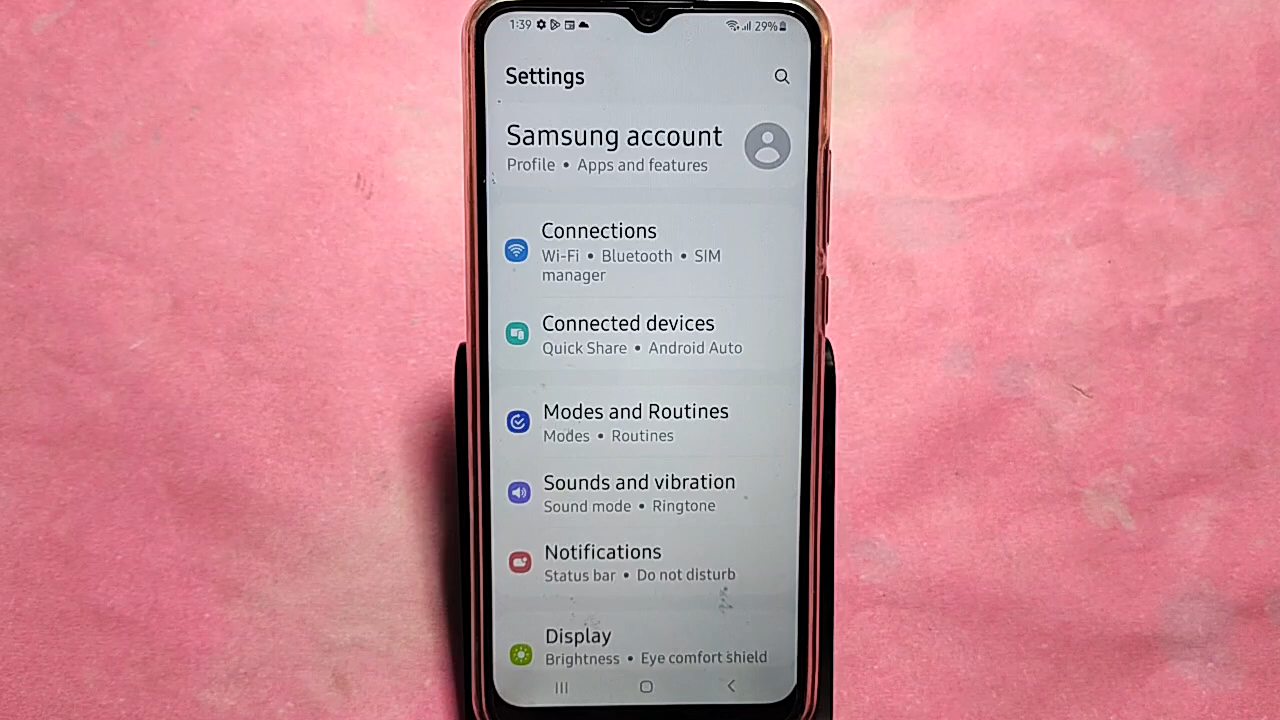 1:39 29%
Settings
Samsung account
Profile • Apps and features
Connections
Wi-Fi • Bluetooth • SIM
manager
Connected devices
Quick Share • Android Auto
Modes and Routines
Modes • Routines
Sounds and vibration
Sound mode • Ringtone
Notifications
Status bar • Do not disturb
Display
Brightness • Eye comfort shield